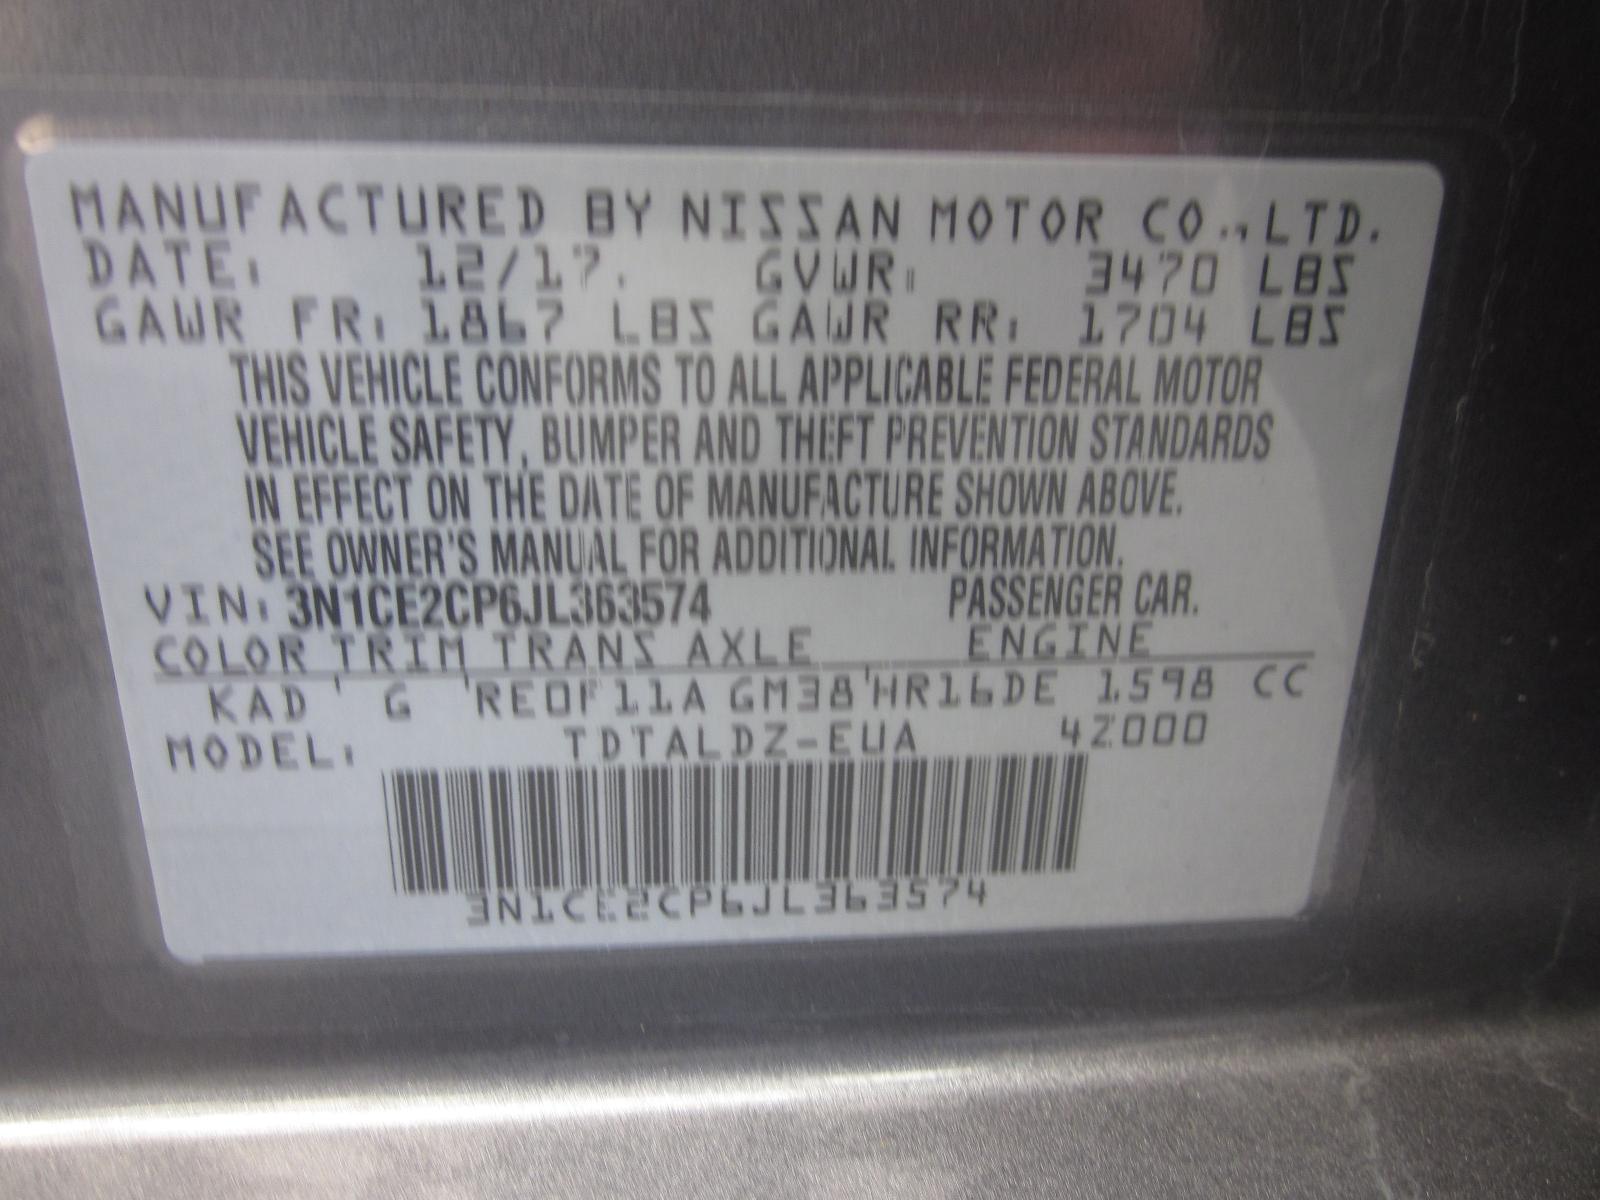 MANUFACTURED BY NISSAN MOTOR CO., LTD.
DATE: 12/17. GVWR: 3470 LBS
GAWR FR: 1867 LBS GAWR RR: 1704 LBS
THIS VEHICLE CONFORMS TO ALL APPLICABLE FEDERAL MOTOR
VEHICLE SAFETY, BUMPER AND THEFT PREVENTION STANDARDS
IN EFFECT ON THE DATE OF MANUFACTURE SHOWN ABOVE.
SEE OWNER'S MANUAL FOR ADDITIONAL INFORMATION.
VIN: 3N1CE2CP6JL363574 PASSENGER CAR.
COLOR TRIM TRANS AXLE ENGINE
KAD ' G 'RE0F11A GM38'HR16DE 1598 CC
MODEL: TDTALDZ-EUA 4Z000
3N1CE2CP6JL363574